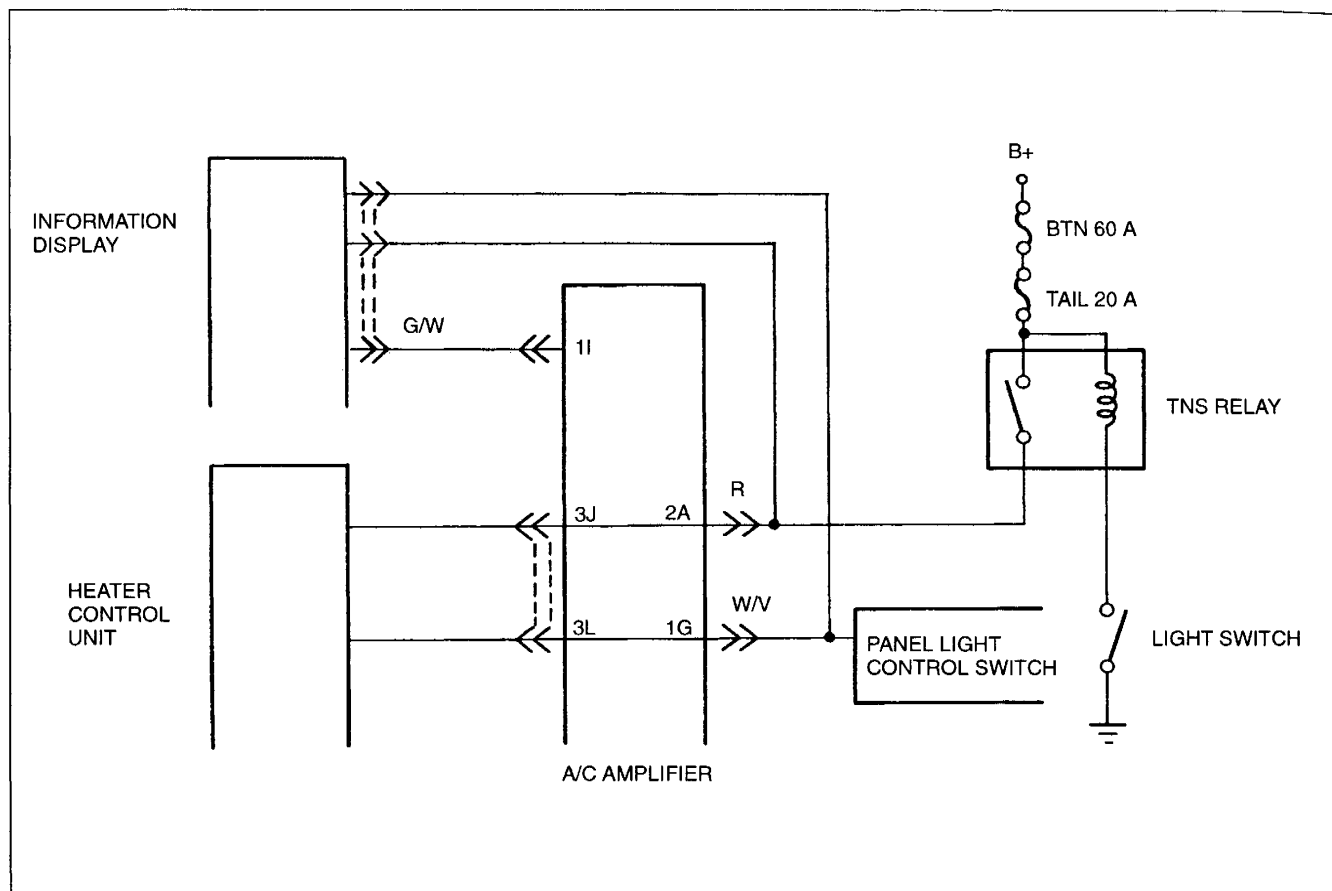 B+
BTN 60 A
TAIL 20 A
TNS RELAY
INFORMATION
DISPLAY
G/W
1I
3J
2A
R
HEATER
CONTROL
UNIT
3L
1G
W/V
PANEL LIGHT
CONTROL SWITCH
LIGHT SWITCH
A/C AMPLIFIER